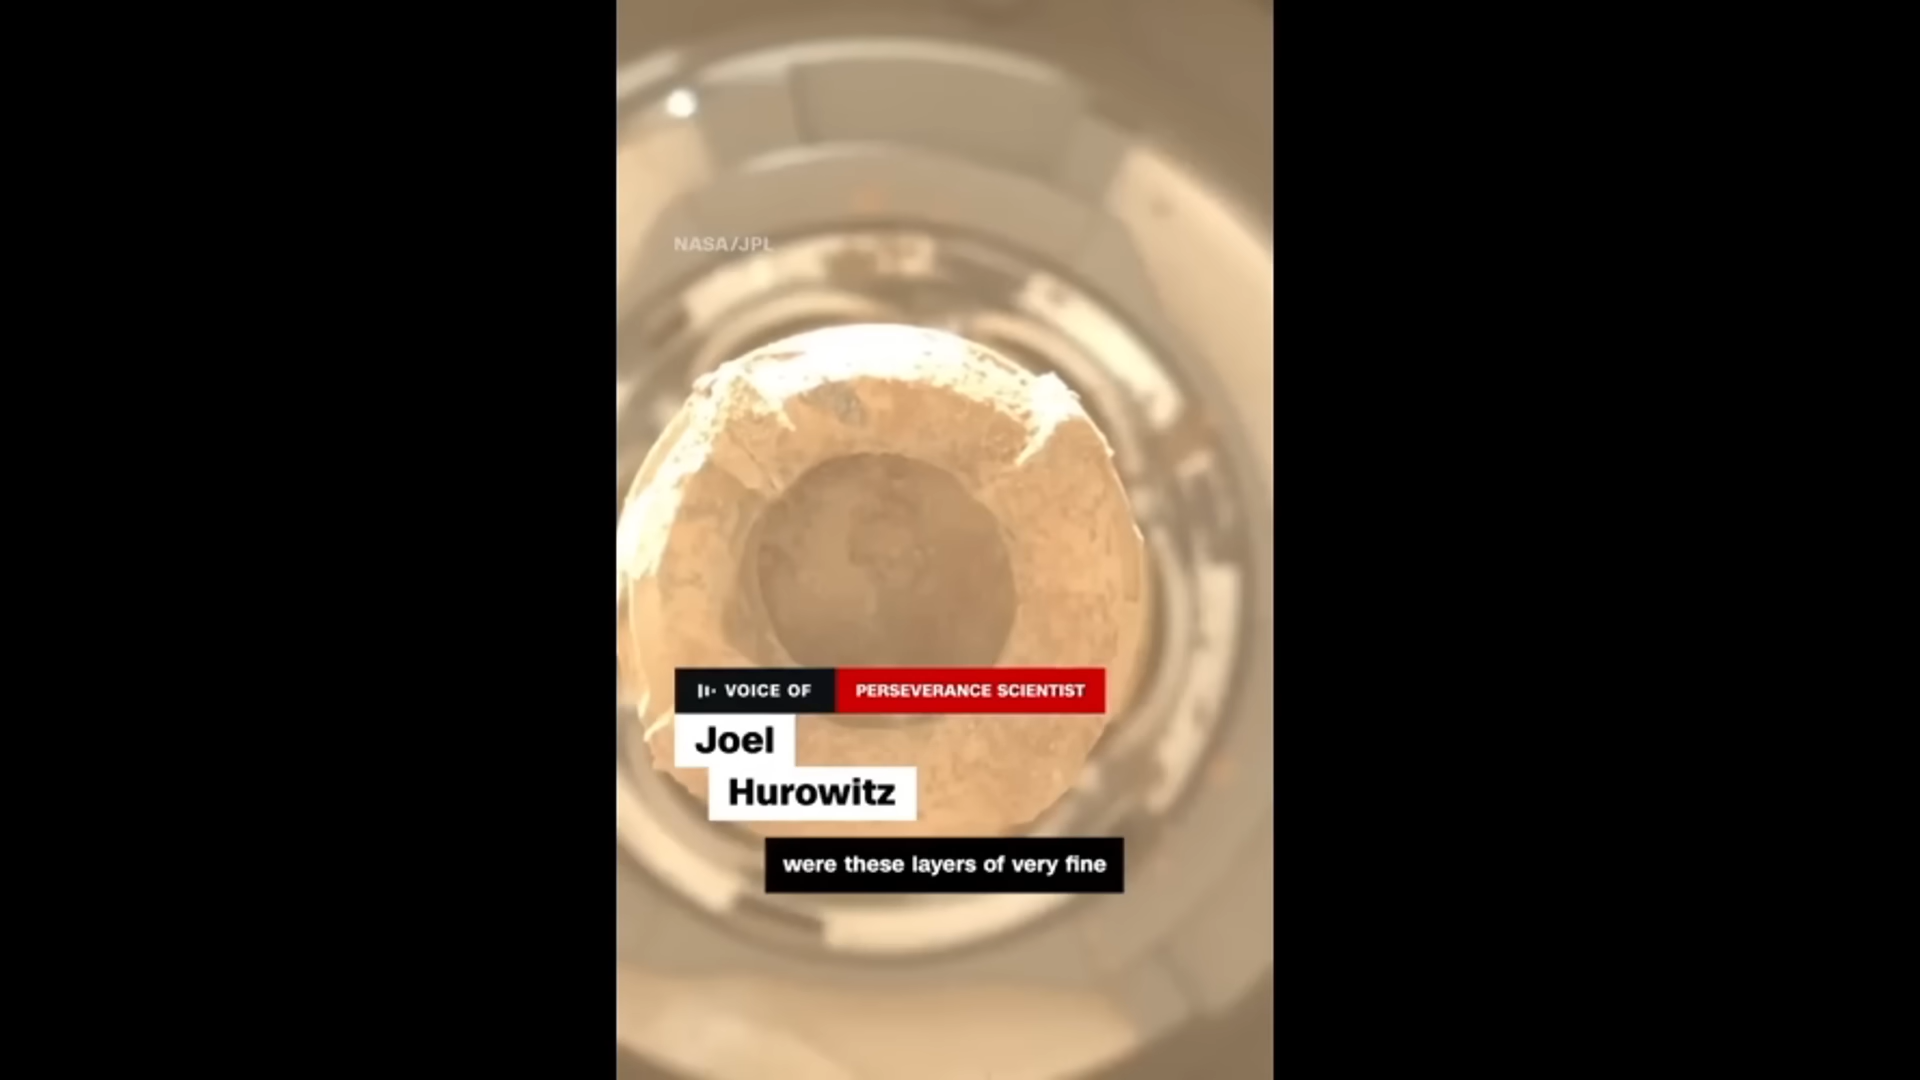 NASA/JPL
VOICE OF PERSEVERANCE SCIENTIST
Joel
Hurowitz
were these layers of very fine